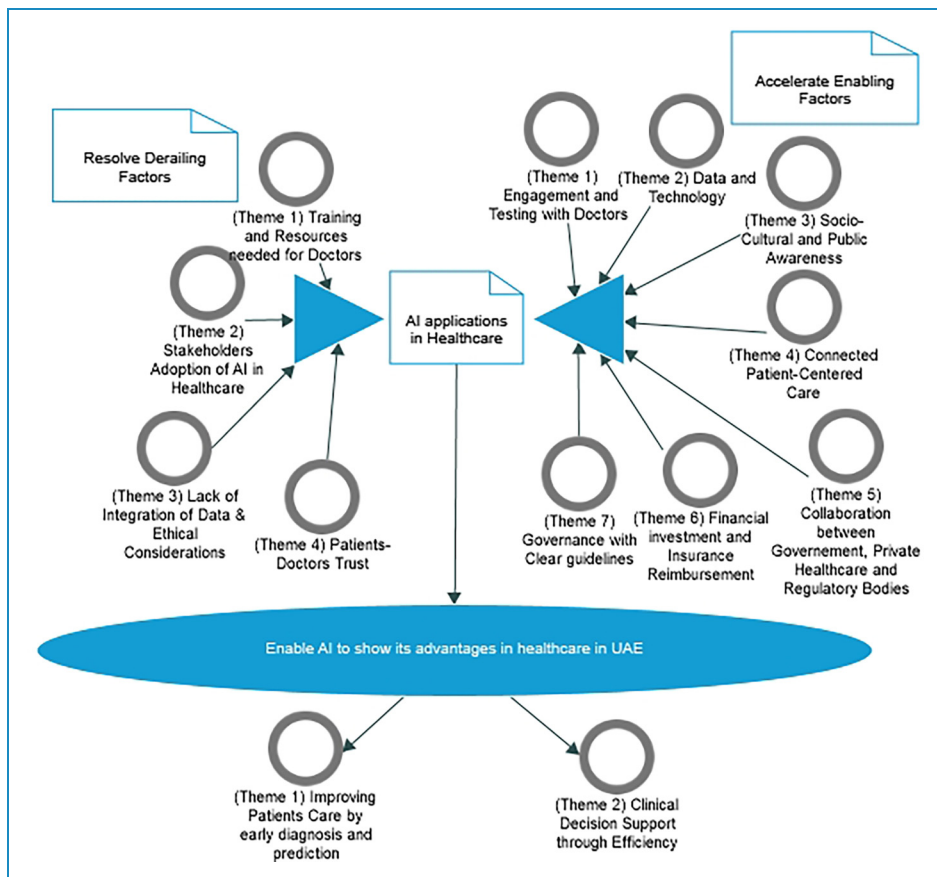 Accelerate Enabling
Factors
Resolve Derailing
Factors
(Theme 1) Training
and Resources
needed for Doctors
(Theme 2)
Stakeholders
Adoption of AI in
Healthcare
(Theme 3) Lack of
Integration of Data &
Ethical
Considerations
(Theme 4) Patients-
Doctors Trust
AI applications
in Healthcare
(Theme 1)
Engagement and
Testing with Doctors
(Theme 2) Data and
Technology
(Theme 3) Socio-
Cultural and Public
Awareness
(Theme 4) Connected
Patient-Centered
Care
(Theme 5)
Collaboration
between
Governement, Private
Healthcare and
Regulatory Bodies
(Theme 6) Financial
investment and
Insurance
Reimbursement
(Theme 7)
Governance with
Clear guidelines
Enable AI to show its advantages in healthcare in UAE
(Theme 1) Improving
Patients Care by
early diagnosis and
prediction
(Theme 2) Clinical
Decision Support
through Efficiency